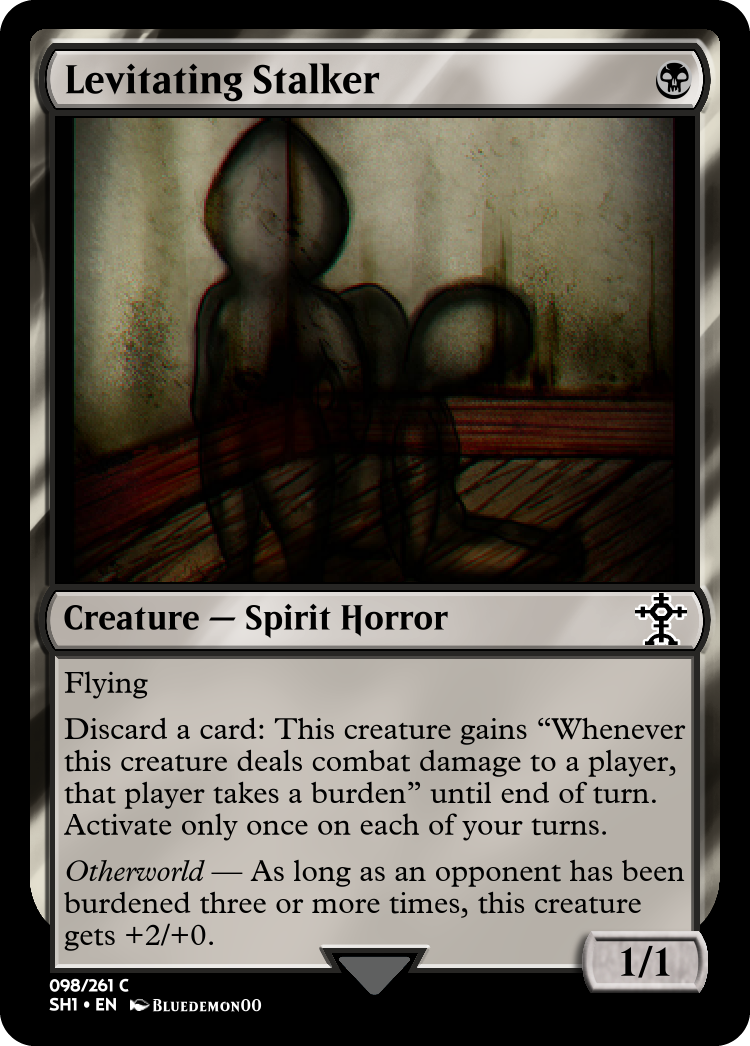 Levitating Stalker
Creature — Spirit Horror
Flying
Discard a card: This creature gains “Whenever
this creature deals combat damage to a player,
that player takes a burden” until end of turn.
Activate only once on each of your turns.
Otherworld — As long as an opponent has been
burdened three or more times, this creature
gets +2/+0.
1/1
098/261 C
SH1 • EN Bluedemon00